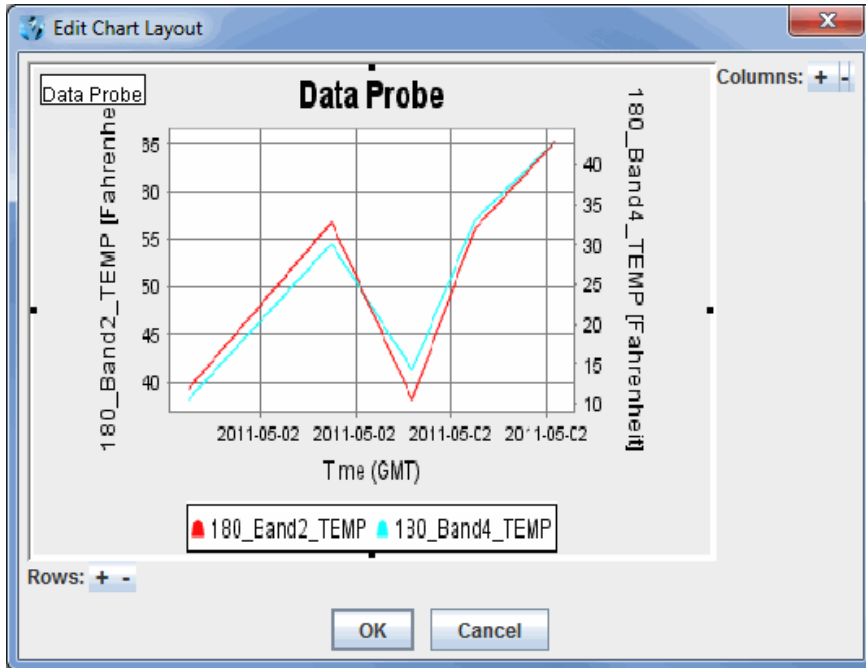 Edit Chart Layout
Data Probe
Data Probe
Columns: + -
180_Band2_TEMP [Fahrenhe
65
30
55
50
45
40
40
35
30
25
20
15
10
180_Band4_TEMP [Fahrenheit]
2011-05-02 2011-05-02 2011-05-02 2011-05-02
Time (GMT)
180_Band2_TEMP 130_Band4_TEMP
Rows: + -
OK Cancel